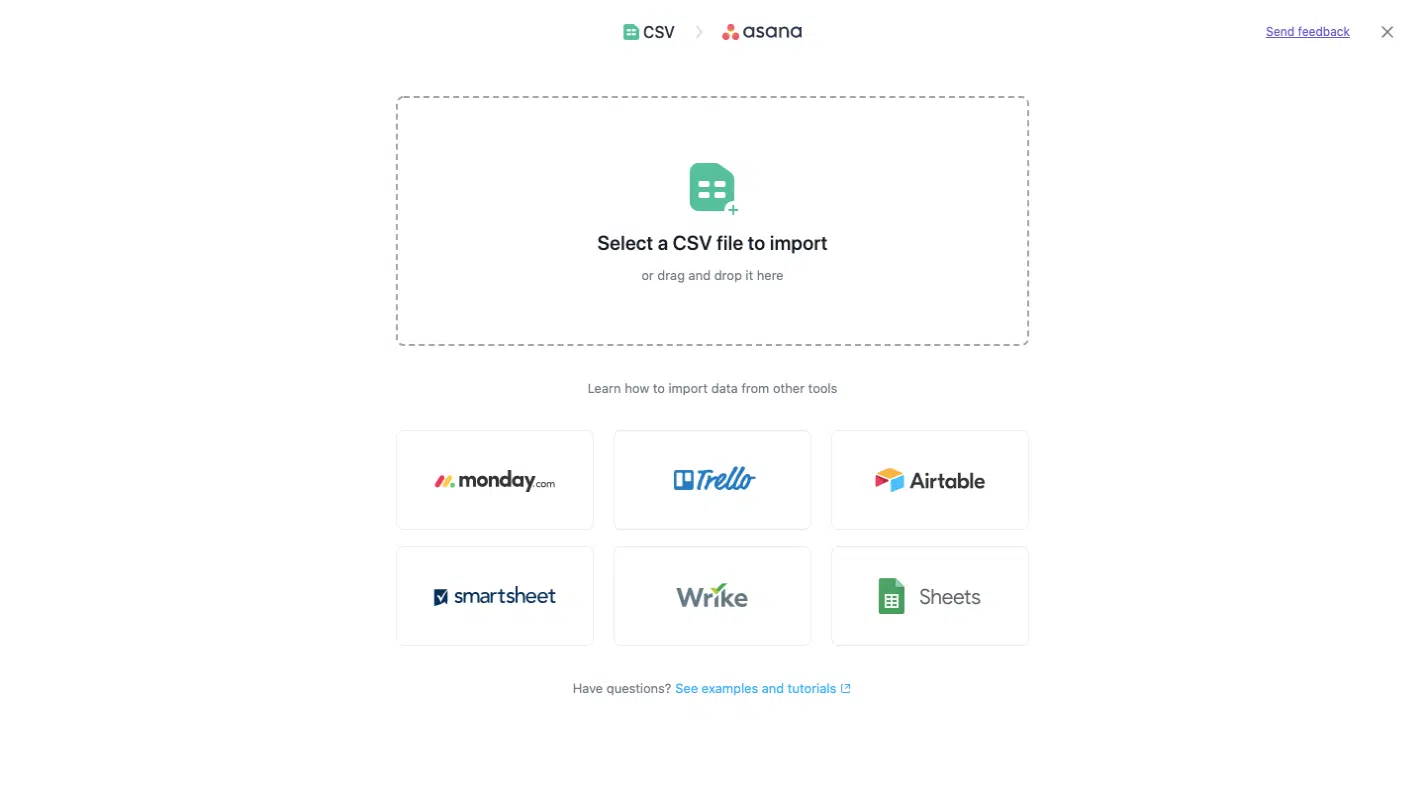 CSV
asana
Send feedback
Select a CSV file to import
or drag and drop it here
Learn how to import data from other tools
monday.com
Trello
Airtable
smartsheet
Wrike
Sheets
Have questions? See examples and tutorials